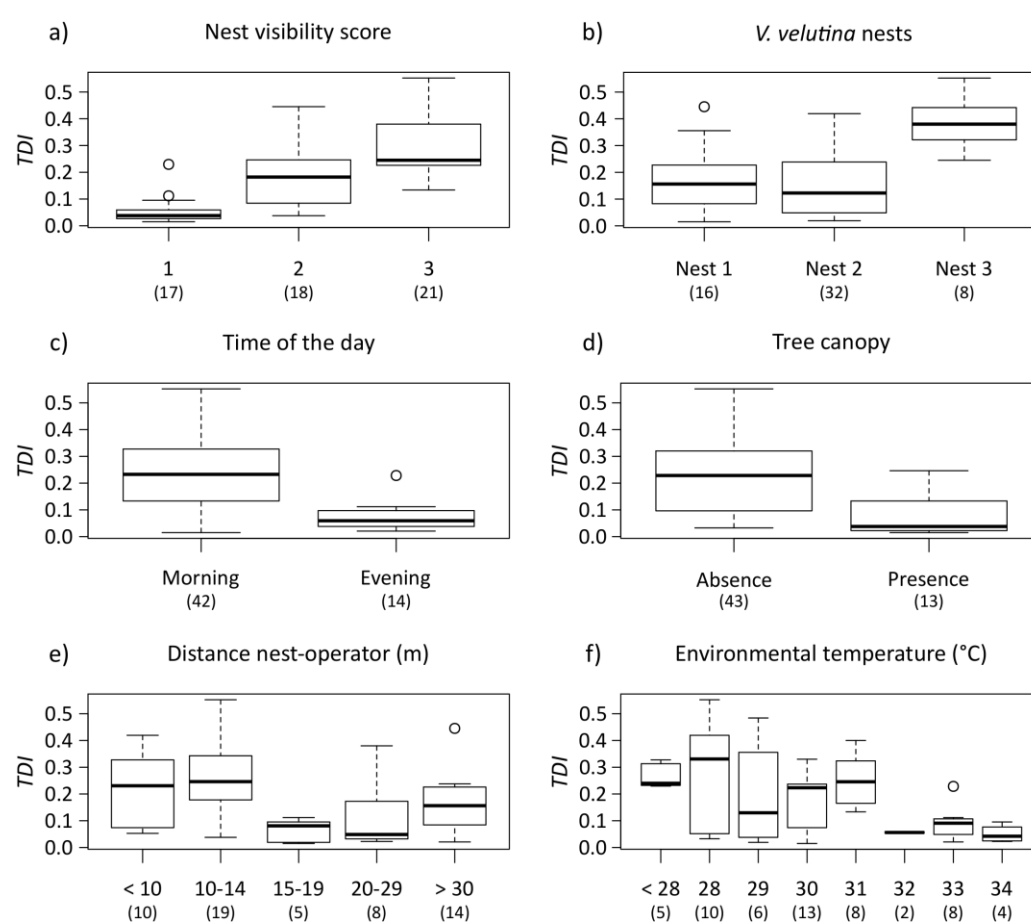 a) Nest visibility score
TDI
0.5
0.4
0.3
0.2
0.1
0.0
1 2 3
(17) (18) (21)
b) V. velutina nests
TDI
0.5
0.4
0.3
0.2
0.1
0.0
Nest 1 Nest 2 Nest 3
(16) (32) (8)
c) Time of the day
TDI
0.5
0.4
0.3
0.2
0.1
0.0
Morning Evening
(42) (14)
d) Tree canopy
TDI
0.5
0.4
0.3
0.2
0.1
0.0
Absence Presence
(43) (13)
e) Distance nest-operator (m)
TDI
0.5
0.4
0.3
0.2
0.1
0.0
< 10 10-14 15-19 20-29 > 30
(10) (19) (5) (8) (14)
f) Environmental temperature (°C)
TDI
0.5
0.4
0.3
0.2
0.1
0.0
< 28 28 29 30 31 32 33 34
(5) (10) (6) (13) (8) (2) (8) (4)